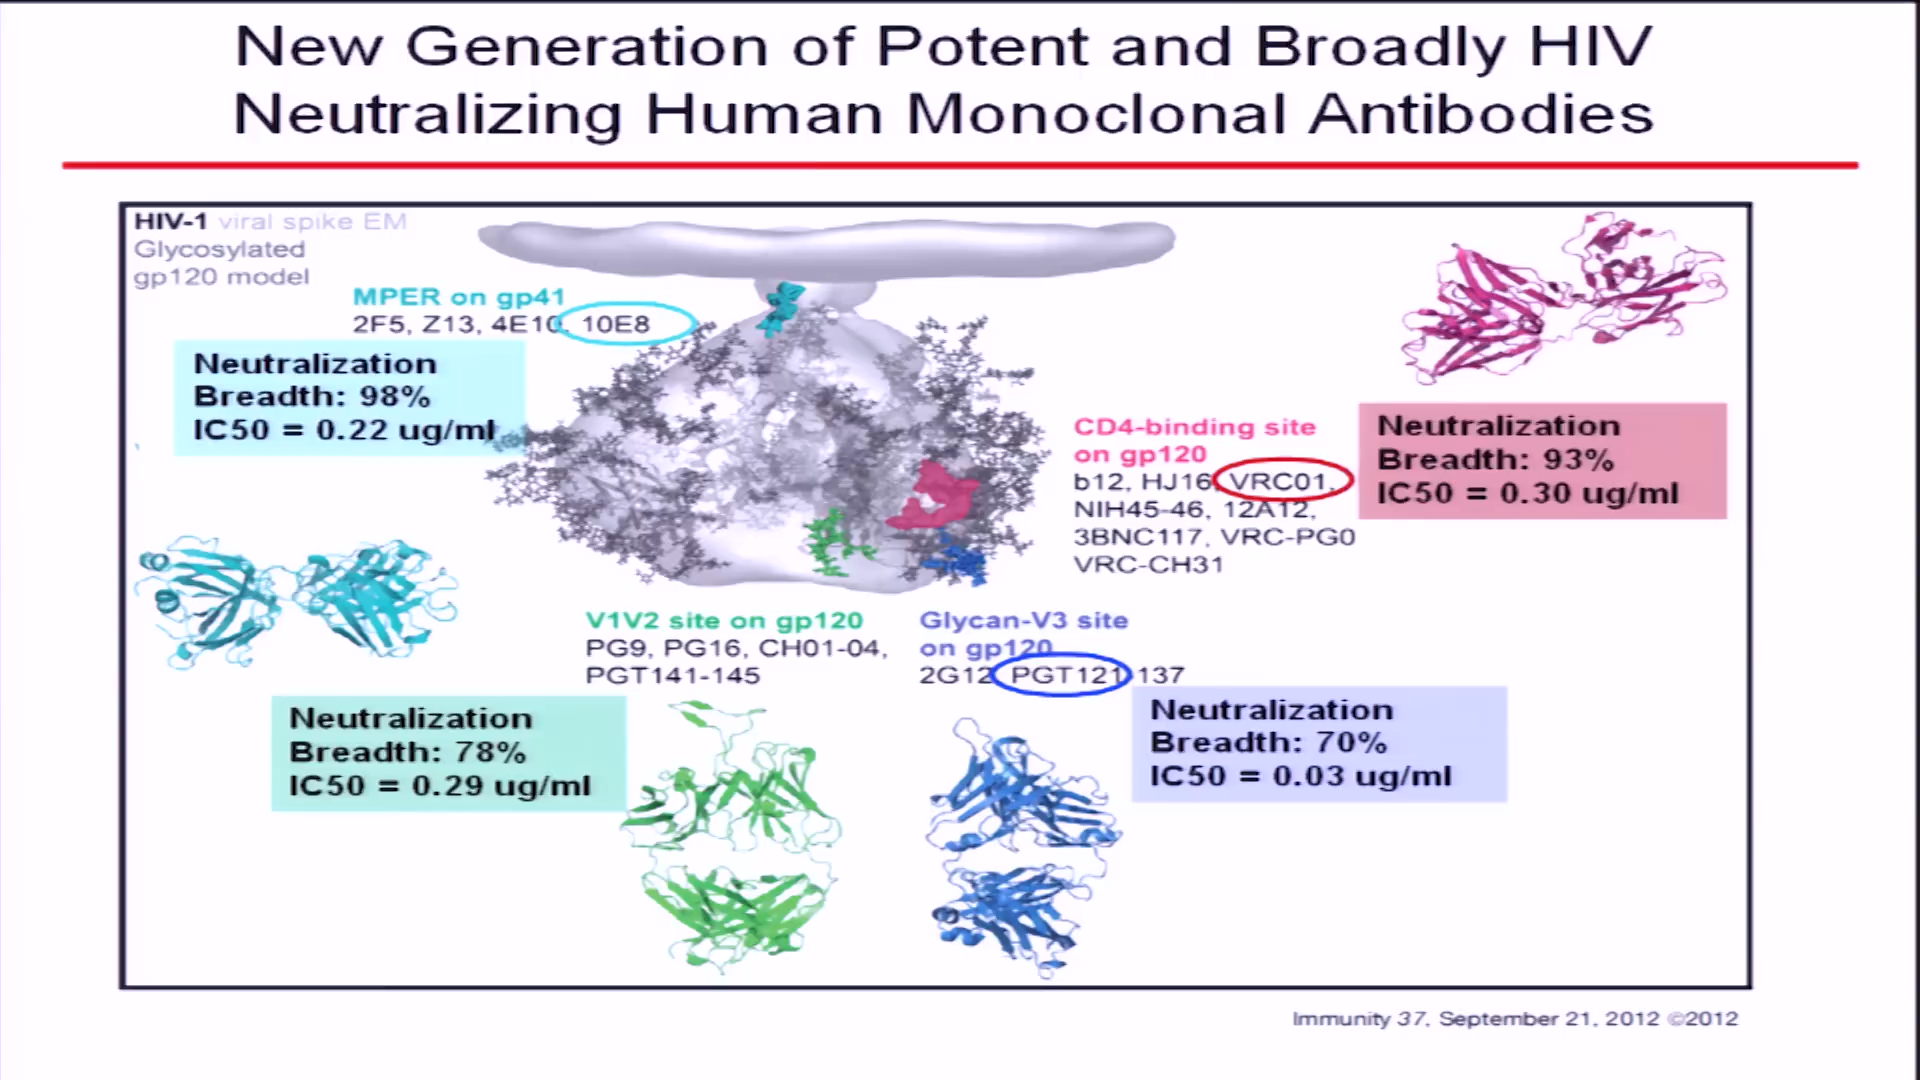 New Generation of Potent and Broadly HIV
Neutralizing Human Monoclonal Antibodies
HIV-1 viral spike EM
Glycosylated
gp120 model
MPER on gp41
2F5, Z13, 4E10, 10E8
Neutralization
Breadth: 98%
IC50 = 0.22 ug/ml
CD4-binding site
on gp120
b12, HJ16, VRC01,
NIH45-46, 12A12,
3BNC117, VRC-PG0
VRC-CH31
Neutralization
Breadth: 93%
IC50 = 0.30 ug/ml
V1V2 site on gp120
PG9, PG16, CH01-04,
PGT141-145
Neutralization
Breadth: 78%
IC50 = 0.29 ug/ml
Glycan-V3 site
on gp120
2G12, PGT121-137
Neutralization
Breadth: 70%
IC50 = 0.03 ug/ml
Immunity 37, September 21, 2012 ©2012